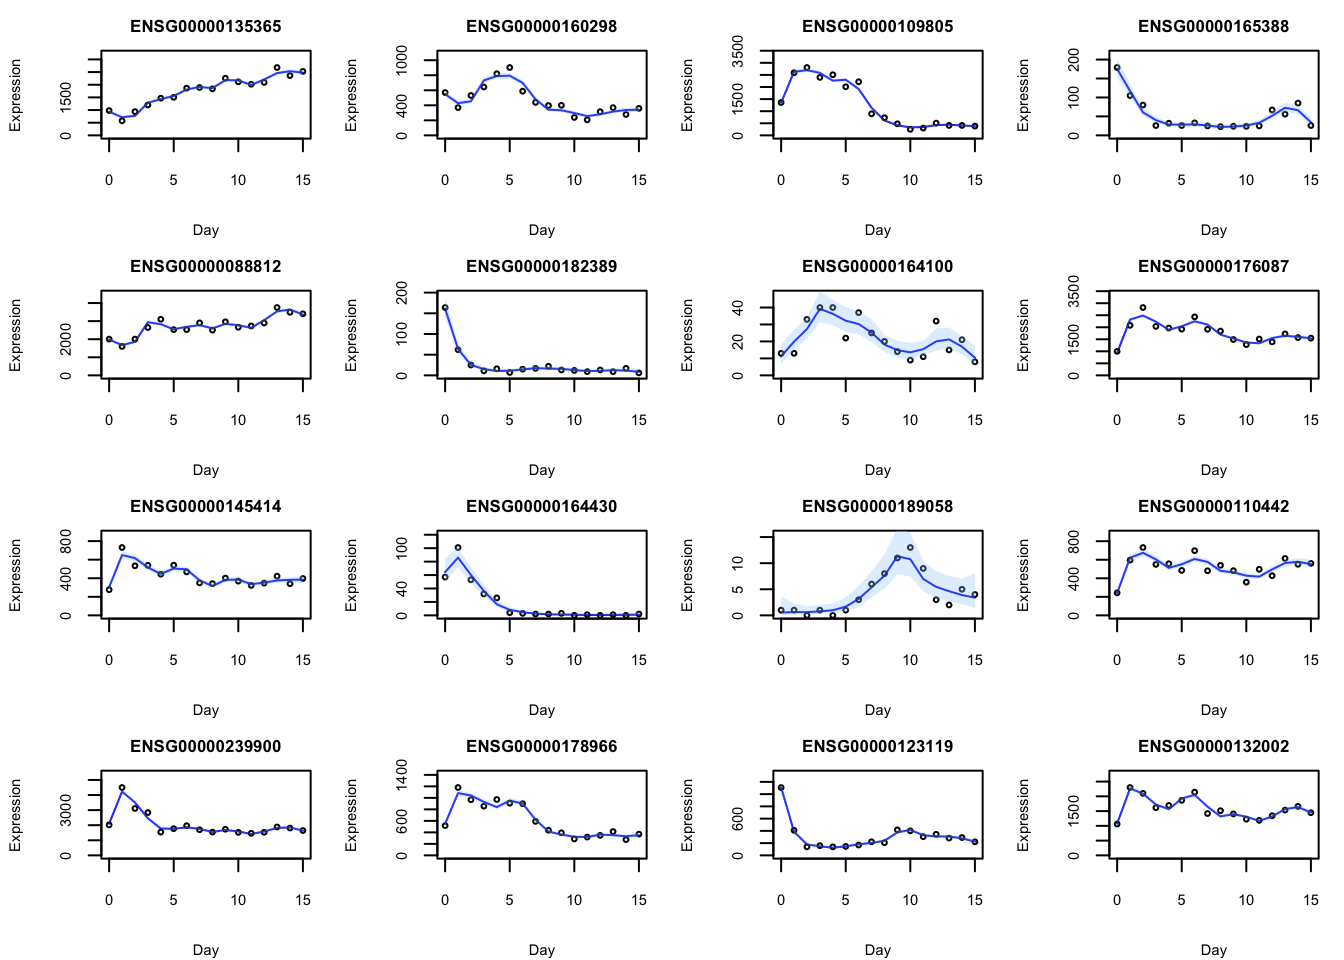 ENSG00000135365 ENSG00000160298 ENSG00000109805 ENSG00000165388
Expression 0 1500 Expression 0 400 1000 Expression 0 1500 3500 Expression 0 100 200
0 5 10 15 0 5 10 15 0 5 10 15 0 5 10 15
Day Day Day Day
ENSG00000088812 ENSG00000182389 ENSG00000164100 ENSG00000176087
Expression 0 2000 Expression 0 100 200 Expression 0 20 40 Expression 0 1500 3500
0 5 10 15 0 5 10 15 0 5 10 15 0 5 10 15
Day Day Day Day
ENSG00000145414 ENSG00000164430 ENSG00000189058 ENSG00000110442
Expression 0 400 800 Expression 0 40 100 Expression 0 5 10 Expression 0 400 800
0 5 10 15 0 5 10 15 0 5 10 15 0 5 10 15
Day Day Day Day
ENSG00000239900 ENSG00000178966 ENSG00000123119 ENSG00000132002
Expression 0 3000 Expression 0 600 1400 Expression 0 600 Expression 0 1500
0 5 10 15 0 5 10 15 0 5 10 15 0 5 10 15
Day Day Day Day